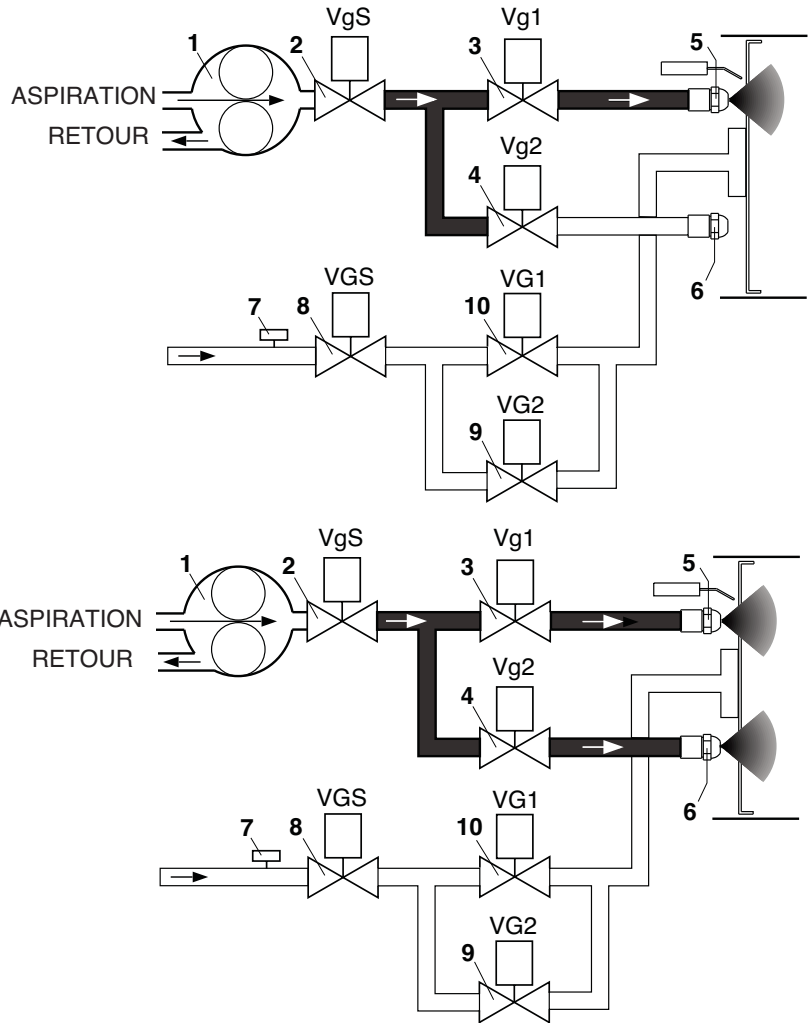 VgS
Vg1
1
2
3
5
ASPIRATION
RETOUR
Vg2
4
6
VGS
VG1
7
8
10
VG2
9
VgS
Vg1
1
2
3
5
ASPIRATION
RETOUR
Vg2
4
6
VGS
VG1
7
8
10
VG2
9